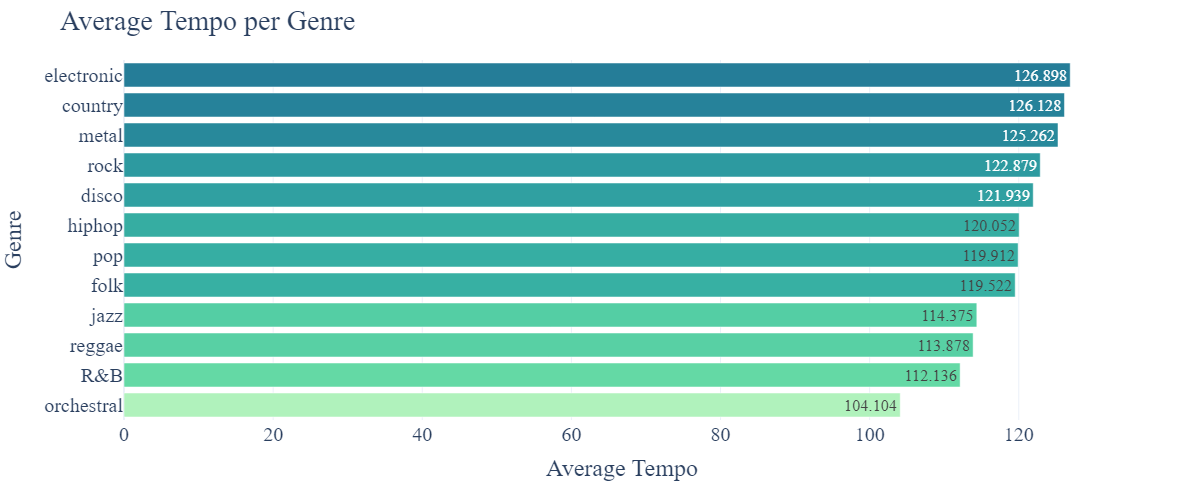 Average Tempo per Genre
electronic 126.898
country 126.128
metal 125.262
rock 122.879
disco 121.939
hiphop 120.052
pop 119.912
folk 119.522
jazz 114.375
reggae 113.878
R&B 112.136
orchestral 104.104
0 20 40 60 80 100 120
Average Tempo
Genre